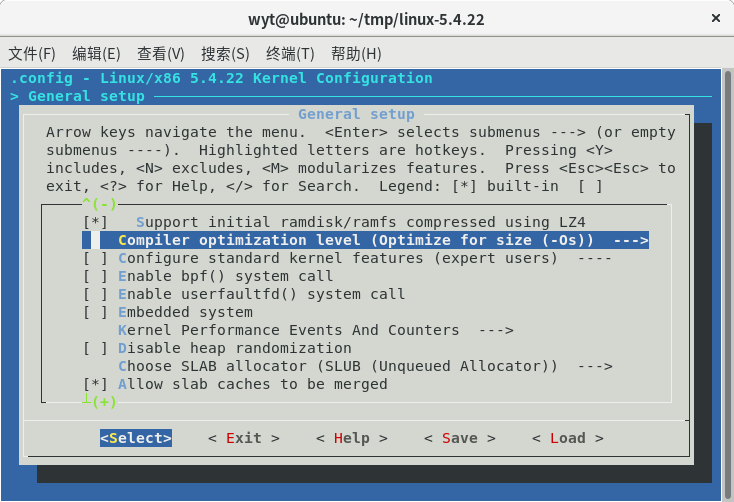 wyt@ubuntu: ~/tmp/linux-5.4.22 ×
文件(F) 编辑(E) 查看(V) 搜索(S) 终端(T) 帮助(H)
.config - Linux/x86 5.4.22 Kernel Configuration
> General setup
General setup
Arrow keys navigate the menu. <Enter> selects submenus ---> (or empty
submenus ----). Highlighted letters are hotkeys. Pressing <Y>
includes, <N> excludes, <M> modularizes features. Press <Esc><Esc> to
exit, <?> for Help, </> for Search. Legend: [*] built-in [ ]
^(-)
[*] Support initial ramdisk/ramfs compressed using LZ4
Compiler optimization level (Optimize for size (-Os)) --->
[ ] Configure standard kernel features (expert users) ----
[ ] Enable bpf() system call
[ ] Enable userfaultfd() system call
[ ] Embedded system
Kernel Performance Events And Counters --->
[ ] Disable heap randomization
Choose SLAB allocator (SLUB (Unqueued Allocator)) --->
[*] Allow slab caches to be merged
┴(+)
<Select> < Exit > < Help > < Save > < Load >